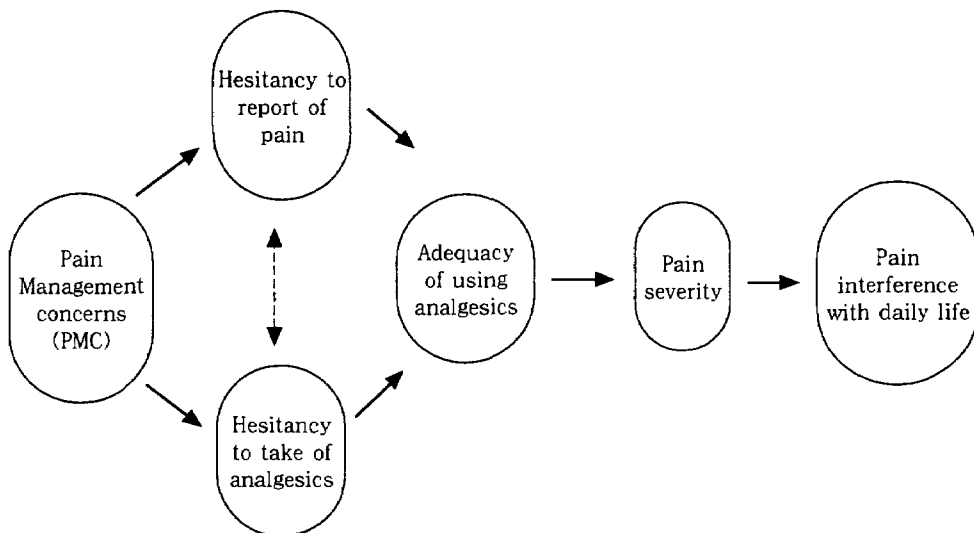 Hesitancy to
report of
pain
Pain
Management
concerns
(PMC)
Adequacy
of using
analgesics
Pain
severity
Pain
interference
with daily life
Hesitancy
to take of
analgesics